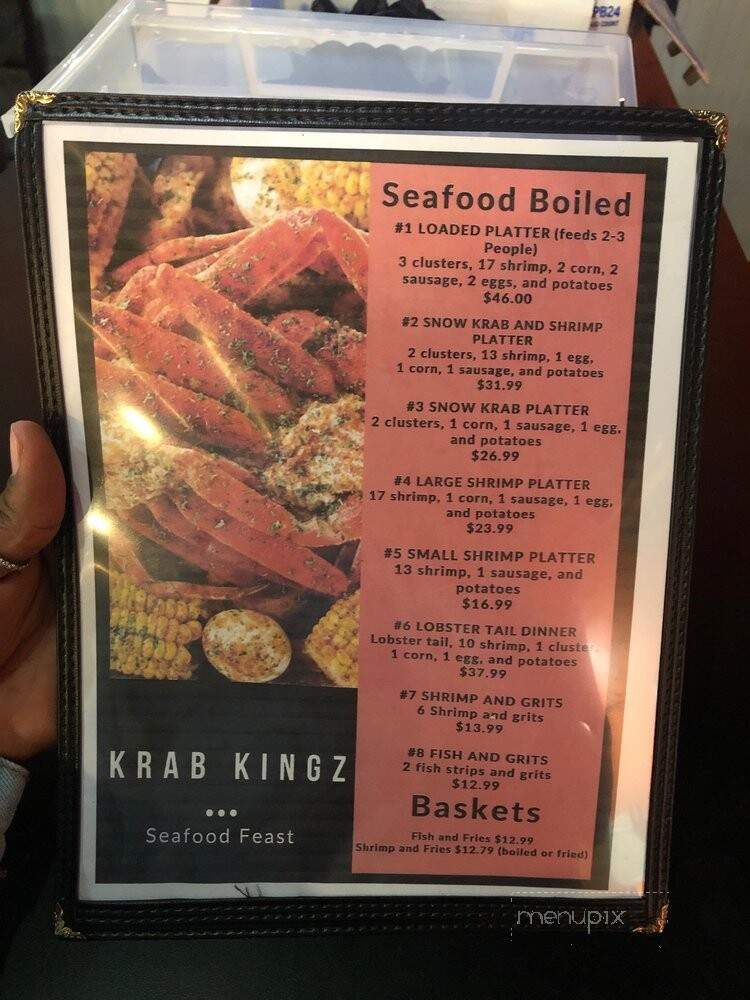 PB24
Seafood Boiled
#1 LOADED PLATTER (feeds 2-3
People)
3 clusters, 17 shrimp, 2 corn, 2
sausage, 2 eggs, and potatoes
$46.00
#2 SNOW KRAB AND SHRIMP
PLATTER
2 clusters, 13 shrimp, 1 egg,
1 corn, 1 sausage, and potatoes
$31.99
#3 SNOW KRAB PLATTER
2 clusters, 1 corn, 1 sausage, 1 egg,
and potatoes
$26.99
#4 LARGE SHRIMP PLATTER
17 shrimp, 1 corn, 1 sausage, 1 egg,
and potatoes
$23.99
#5 SMALL SHRIMP PLATTER
13 shrimp, 1 sausage, and
potatoes
$16.99
#6 LOBSTER TAIL DINNER
Lobster tail, 10 shrimp, 1 cluster,
1 corn, 1 egg, and potatoes
$37.99
#7 SHRIMP AND GRITS
6 Shrimp and grits
$13.99
#8 FISH AND GRITS
2 fish strips and grits
$12.99
Baskets
Fish and Fries $12.99
Shrimp and Fries $12.79 (boiled or fried)
KRAB KINGZ
Seafood Feast
menupix